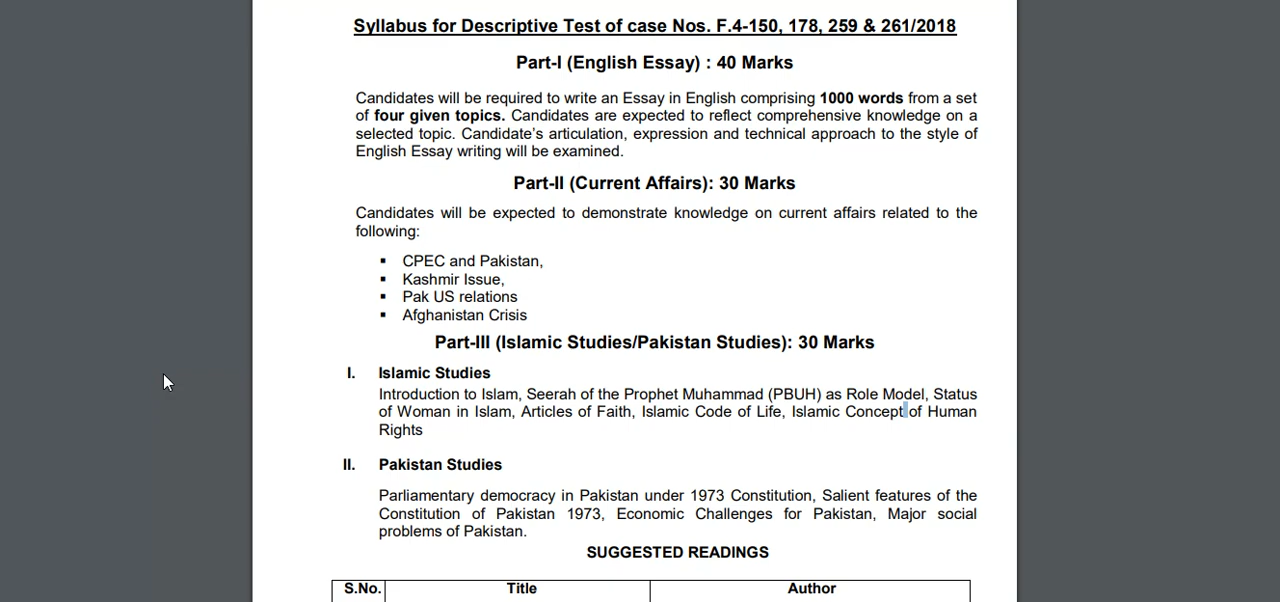 Syllabus for Descriptive Test of case Nos. F.4-150, 178, 259 & 261/2018
Part-I (English Essay) : 40 Marks
Candidates will be required to write an Essay in English comprising 1000 words from a set
of four given topics. Candidates are expected to reflect comprehensive knowledge on a
selected topic. Candidate's articulation, expression and technical approach to the style of
English Essay writing will be examined.
Part-II (Current Affairs): 30 Marks
Candidates will be expected to demonstrate knowledge on current affairs related to the
following:
▪ CPEC and Pakistan,
▪ Kashmir Issue,
▪ Pak US relations
▪ Afghanistan Crisis
Part-III (Islamic Studies/Pakistan Studies): 30 Marks
I. Islamic Studies
Introduction to Islam, Seerah of the Prophet Muhammad (PBUH) as Role Model, Status
of Woman in Islam, Articles of Faith, Islamic Code of Life, Islamic Concept of Human
Rights
II. Pakistan Studies
Parliamentary democracy in Pakistan under 1973 Constitution, Salient features of the
Constitution of Pakistan 1973, Economic Challenges for Pakistan, Major social
problems of Pakistan.
SUGGESTED READINGS
S.No. Title Author